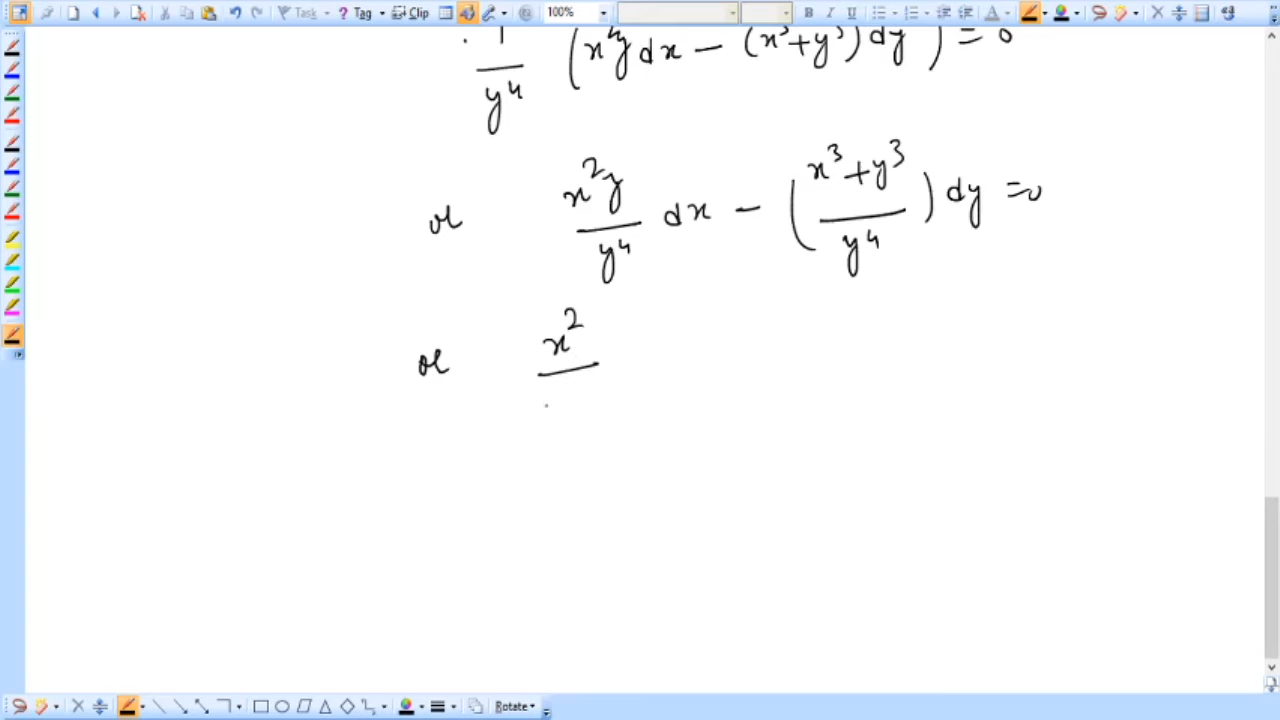 Task ? Tag Clip 100% B I U A
1/y⁴ (x²y dx − (x³+y³) dy) = 0
or x²y/y⁴ dx − (x³+y³/y⁴) dy = 0
or x²
Rotate